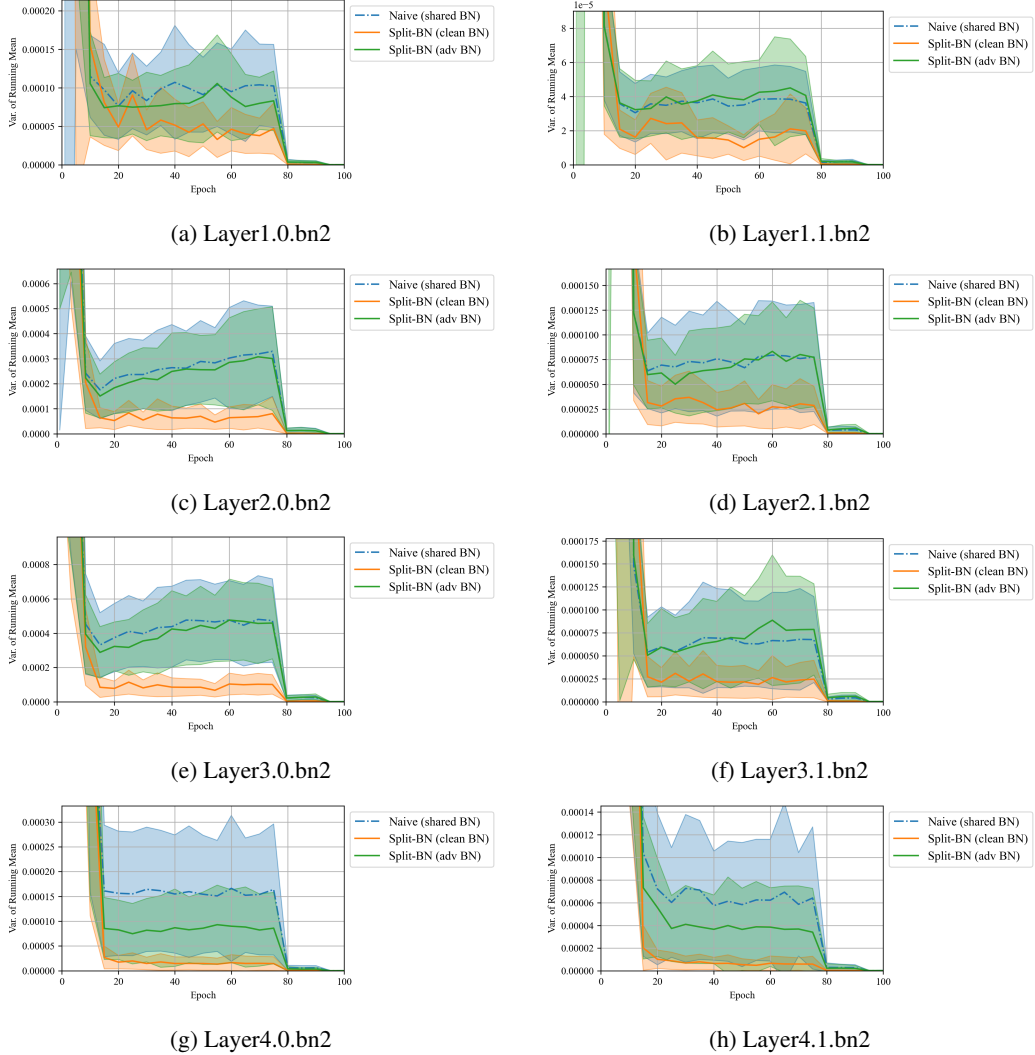 0.00020
0.00015
0.00010
0.00005
0.00000
Var. of Running Mean
0 20 40 60 80 100
Epoch
Naive (shared BN)
Split-BN (clean BN)
Split-BN (adv BN)
(a) Layer1.0.bn2
1e−5
8
6
4
2
0
Var. of Running Mean
0 20 40 60 80 100
Epoch
Naive (shared BN)
Split-BN (clean BN)
Split-BN (adv BN)
(b) Layer1.1.bn2
0.0006
0.0005
0.0004
0.0003
0.0002
0.0001
0.0000
Var. of Running Mean
0 20 40 60 80 100
Epoch
Naive (shared BN)
Split-BN (clean BN)
Split-BN (adv BN)
(c) Layer2.0.bn2
0.000150
0.000125
0.000100
0.000075
0.000050
0.000025
0.000000
Var. of Running Mean
0 20 40 60 80 100
Epoch
Naive (shared BN)
Split-BN (clean BN)
Split-BN (adv BN)
(d) Layer2.1.bn2
0.0008
0.0006
0.0004
0.0002
0.0000
Var. of Running Mean
0 20 40 60 80 100
Epoch
Naive (shared BN)
Split-BN (clean BN)
Split-BN (adv BN)
(e) Layer3.0.bn2
0.000175
0.000150
0.000125
0.000100
0.000075
0.000050
0.000025
0.000000
Var. of Running Mean
0 20 40 60 80 100
Epoch
Naive (shared BN)
Split-BN (clean BN)
Split-BN (adv BN)
(f) Layer3.1.bn2
0.00030
0.00025
0.00020
0.00015
0.00010
0.00005
0.00000
Var. of Running Mean
0 20 40 60 80 100
Epoch
Naive (shared BN)
Split-BN (clean BN)
Split-BN (adv BN)
(g) Layer4.0.bn2
0.00014
0.00012
0.00010
0.00008
0.00006
0.00004
0.00002
0.00000
Var. of Running Mean
0 20 40 60 80 100
Epoch
Naive (shared BN)
Split-BN (clean BN)
Split-BN (adv BN)
(h) Layer4.1.bn2